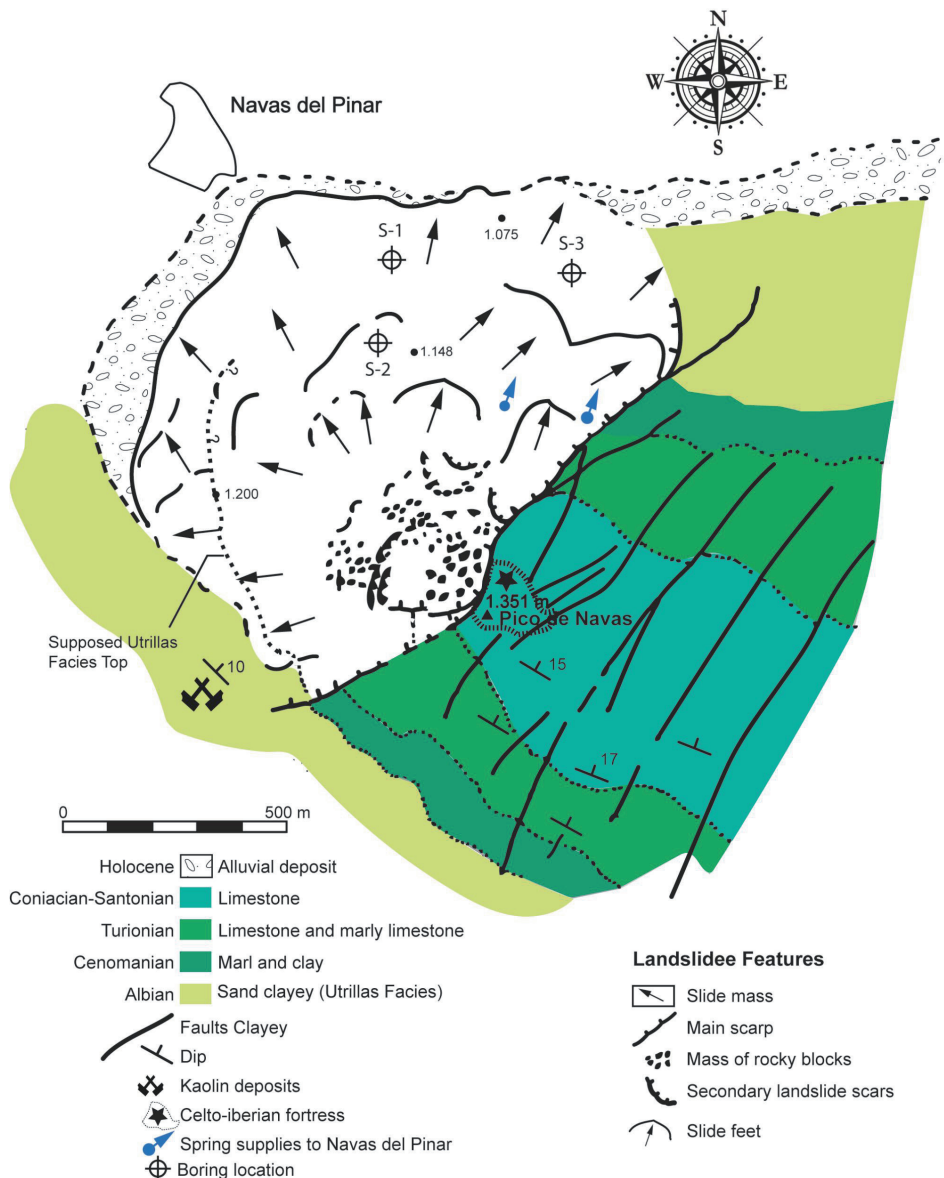 N
W
E
S
Navas del Pinar
S-1
1.075
S-3
S-2
1.148
?
?
1.200
1.351 m
Pico de Navas
Supposed Utrillas
Facies Top
10
15
17
0
500 m
Holocene Alluvial deposit
Coniacian-Santonian Limestone
Turionian Limestone and marly limestone
Cenomanian Marl and clay
Albian Sand clayey (Utrillas Facies)
Faults Clayey
Dip
Kaolin deposits
Celto-iberian fortress
Spring supplies to Navas del Pinar
Boring location
Landslidee Features
Slide mass
Main scarp
Mass of rocky blocks
Secondary landslide scars
Slide feet